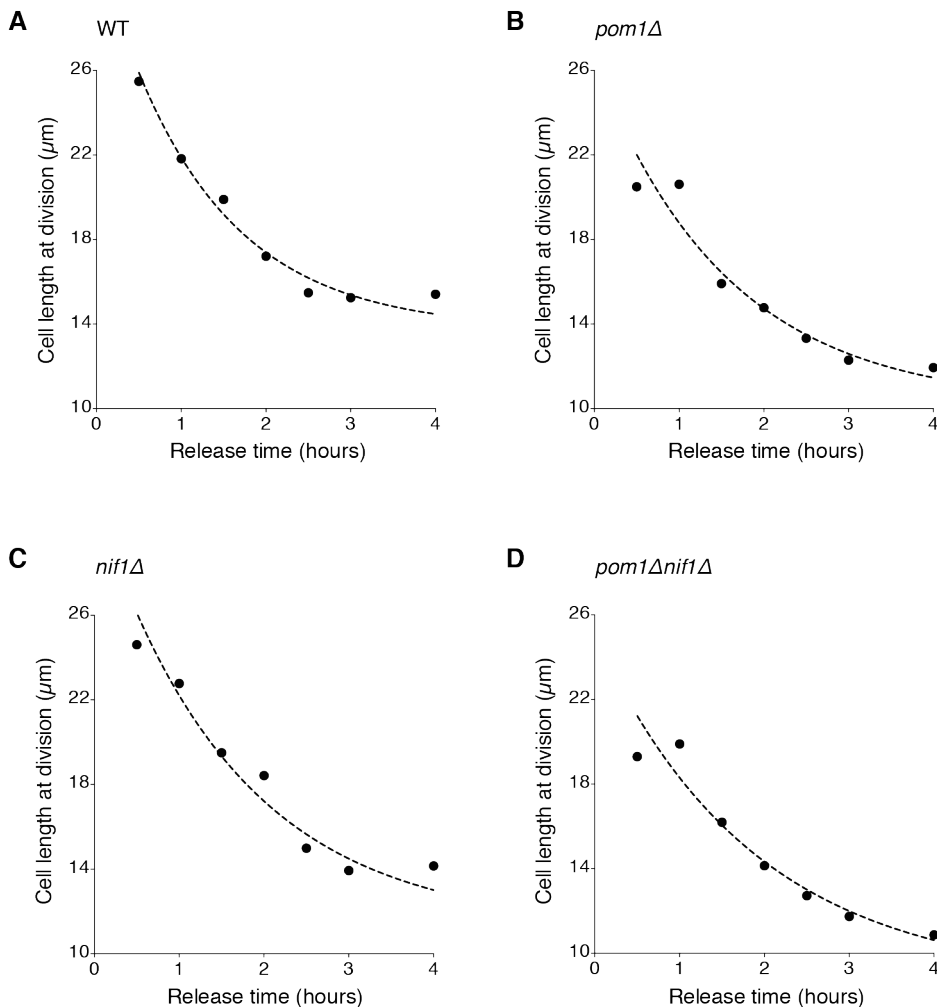 A
WT
26
22
18
14
10
0 1 2 3 4
Cell length at division (µm)
Release time (hours)
B
pom1Δ
26
22
18
14
10
0 1 2 3 4
Cell length at division (µm)
Release time (hours)
C
nif1Δ
26
22
18
14
10
0 1 2 3 4
Cell length at division (µm)
Release time (hours)
D
pom1Δnif1Δ
26
22
18
14
10
0 1 2 3 4
Cell length at division (µm)
Release time (hours)